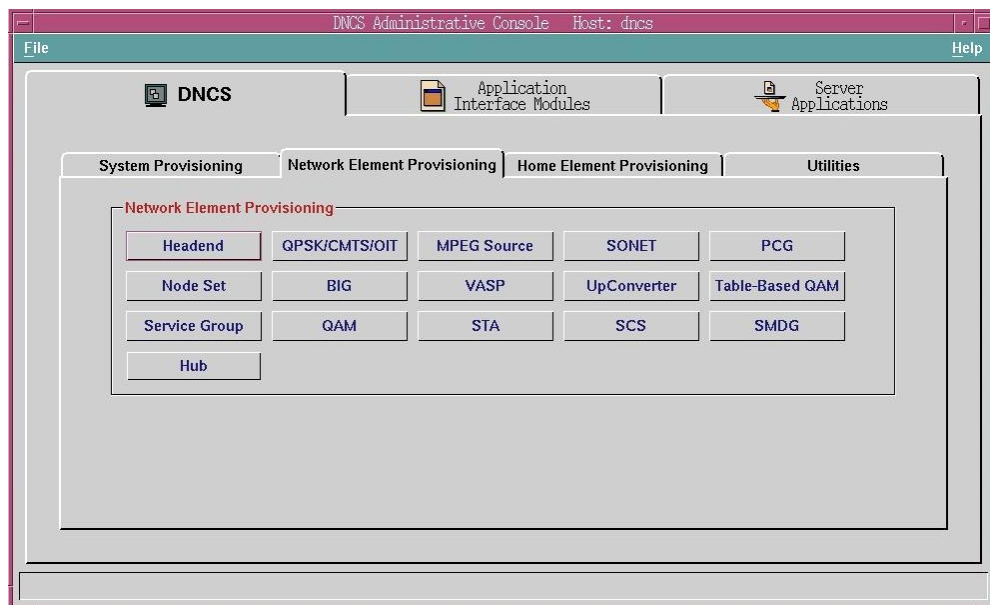 DNCS Administrative Console Host: dncs
File Help
DNCS
Application
Interface Modules
Server
Applications
System Provisioning Network Element Provisioning Home Element Provisioning Utilities
Network Element Provisioning
Headend QPSK/CMTS/OIT MPEG Source SONET PCG
Node Set BIG VASP UpConverter Table-Based QAM
Service Group QAM STA SCS SMDG
Hub